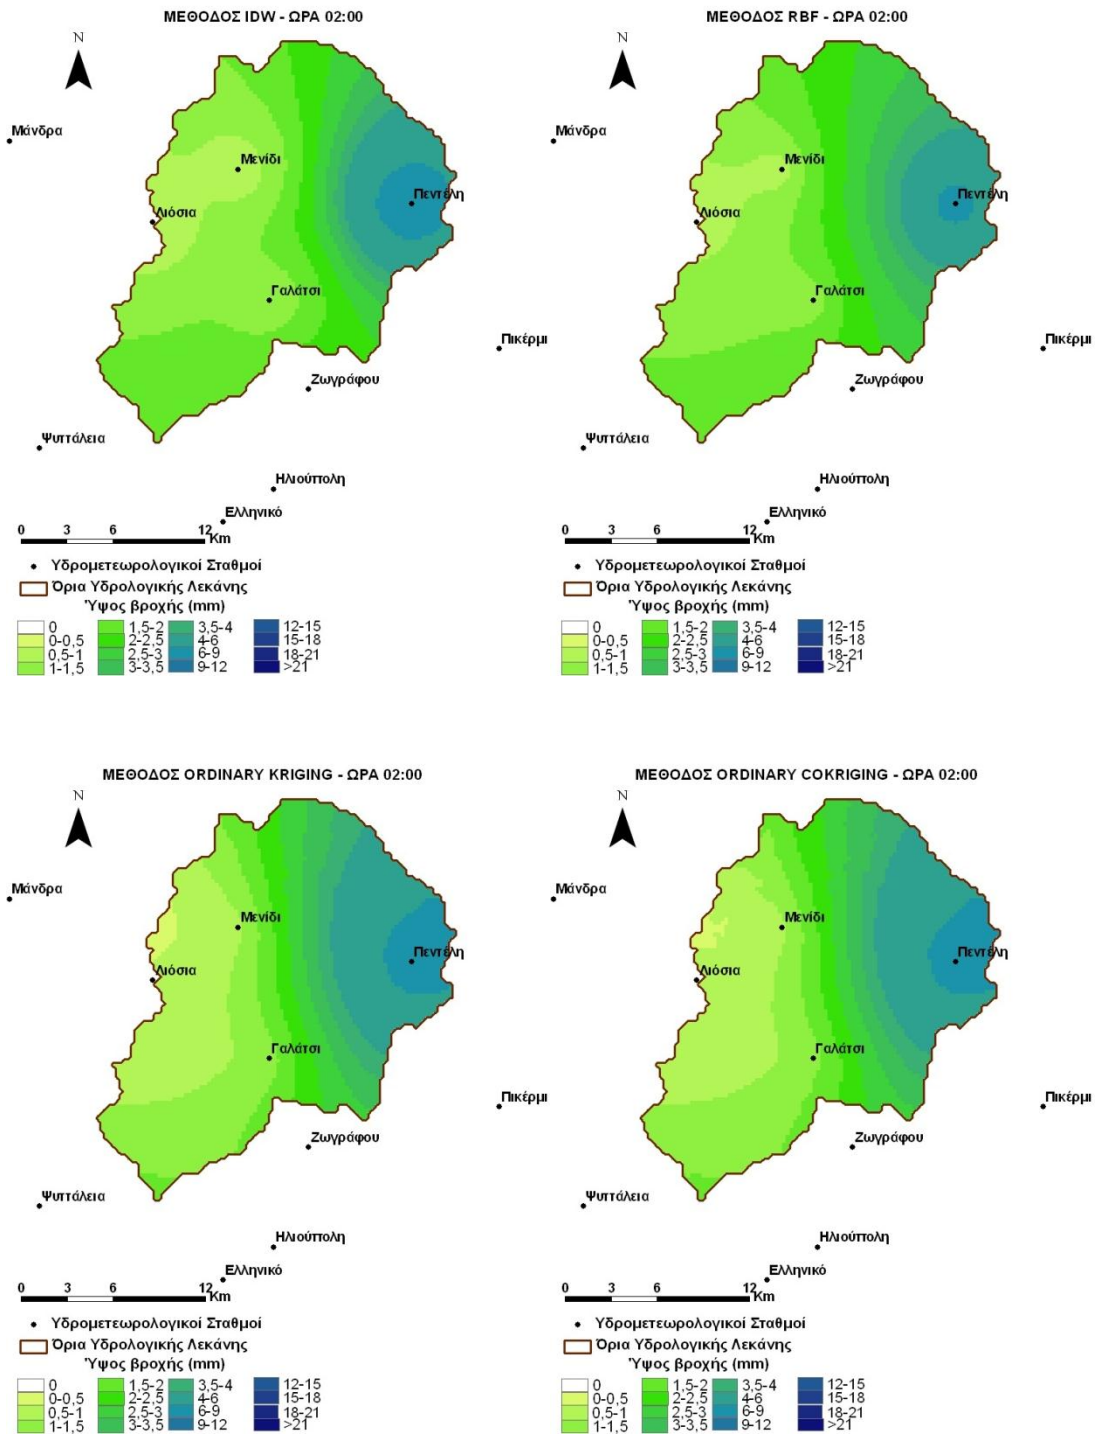 ΜΕΘΟΔΟΣ IDW - ΩΡΑ 02:00
N
Μάνδρα
Μενίδι
Πεντέλη
Λιόσια
Γαλάτσι
Πικέρμι
Ζωγράφου
Ψυττάλεια
Ηλιούπολη
Ελληνικό
0 3 6 12
Km
Υδρομετεωρολογικοί Σταθμοί
Όρια Υδρολογικής Λεκάνης
Ύψος βροχής (mm)
0 1,5-2 3,5-4 12-15
0-0,5 2-2,5 4-6 15-18
0,5-1 2,5-3 6-9 18-21
1-1,5 3-3,5 9-12 >21
ΜΕΘΟΔΟΣ RBF - ΩΡΑ 02:00
N
Μάνδρα
Μενίδι
Πεντέλη
Λιόσια
Γαλάτσι
Πικέρμι
Ζωγράφου
Ψυττάλεια
Ηλιούπολη
Ελληνικό
0 3 6 12
Km
Υδρομετεωρολογικοί Σταθμοί
Όρια Υδρολογικής Λεκάνης
Ύψος βροχής (mm)
0 1,5-2 3,5-4 12-15
0-0,5 2-2,5 4-6 15-18
0,5-1 2,5-3 6-9 18-21
1-1,5 3-3,5 9-12 >21
ΜΕΘΟΔΟΣ ORDINARY KRIGING - ΩΡΑ 02:00
N
Μάνδρα
Μενίδι
Πεντέλη
Λιόσια
Γαλάτσι
Πικέρμι
Ζωγράφου
Ψυττάλεια
Ηλιούπολη
Ελληνικό
0 3 6 12
Km
Υδρομετεωρολογικοί Σταθμοί
Όρια Υδρολογικής Λεκάνης
Ύψος βροχής (mm)
0 1,5-2 3,5-4 12-15
0-0,5 2-2,5 4-6 15-18
0,5-1 2,5-3 6-9 18-21
1-1,5 3-3,5 9-12 >21
ΜΕΘΟΔΟΣ ORDINARY COKRIGING - ΩΡΑ 02:00
N
Μάνδρα
Μενίδι
Πεντέλη
Λιόσια
Γαλάτσι
Πικέρμι
Ζωγράφου
Ψυττάλεια
Ηλιούπολη
Ελληνικό
0 3 6 12
Km
Υδρομετεωρολογικοί Σταθμοί
Όρια Υδρολογικής Λεκάνης
Ύψος βροχής (mm)
0 1,5-2 3,5-4 12-15
0-0,5 2-2,5 4-6 15-18
0,5-1 2,5-3 6-9 18-21
1-1,5 3-3,5 9-12 >21